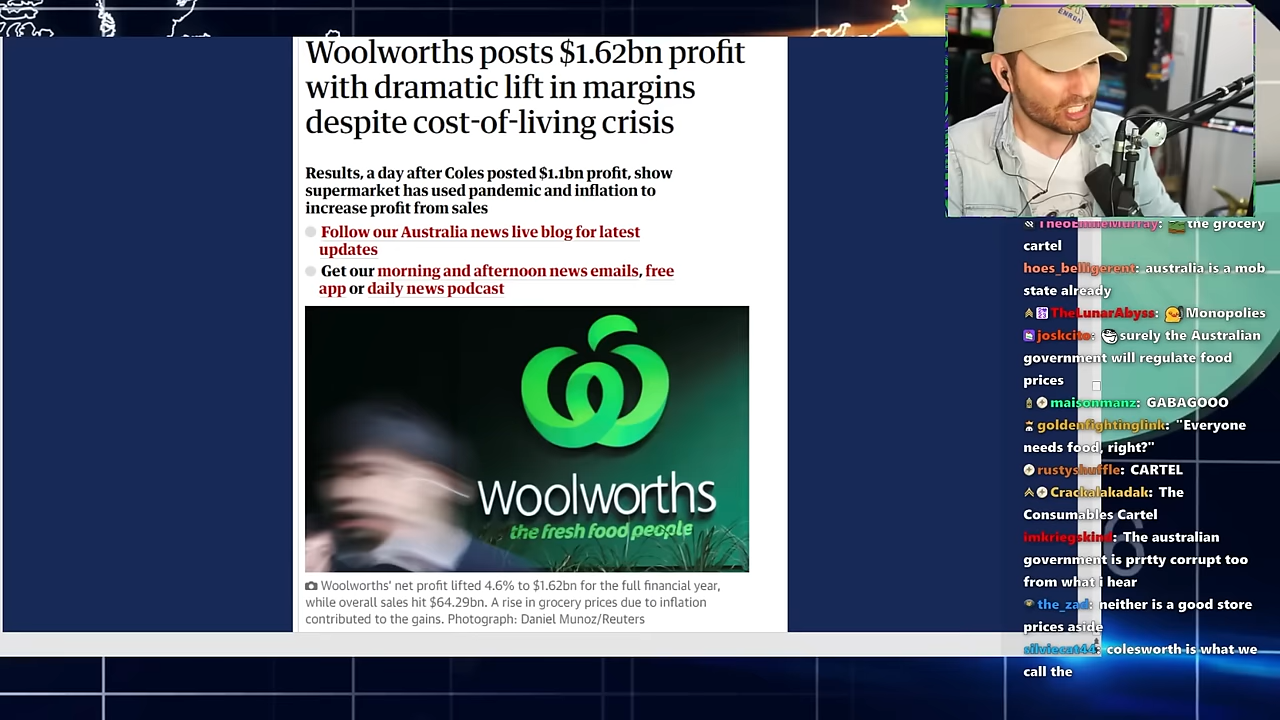 Woolworths posts $1.62bn profit
with dramatic lift in margins
despite cost-of-living crisis
Results, a day after Coles posted $1.1bn profit, show
supermarket has used pandemic and inflation to
increase profit from sales
Follow our Australia news live blog for latest
updates
Get our morning and afternoon news emails, free
app or daily news podcast
Woolworths
the fresh food people
Woolworths' net profit lifted 4.6% to $1.62bn for the full financial year,
while overall sales hit $64.29bn. A rise in grocery prices due to inflation
contributed to the gains. Photograph: Daniel Munoz/Reuters
ENRON
TheoEmileMurray: the grocery
cartel
hoes_belligerent: australia is a mob
state already
TheLunarAbyss: Monopolies
joskcito: surely the Australian
government will regulate food
prices
maisonmanz: GABAGOOO
goldenfightinglink: "Everyone
needs food, right?"
rustyshuffle: CARTEL
Crackalakadak: The
Consumables Cartel
imkriegskind: The australian
government is prrtty corrupt too
from what i hear
the_zad: neither is a good store
prices aside
silviecat44: colesworth is what we
call the
6